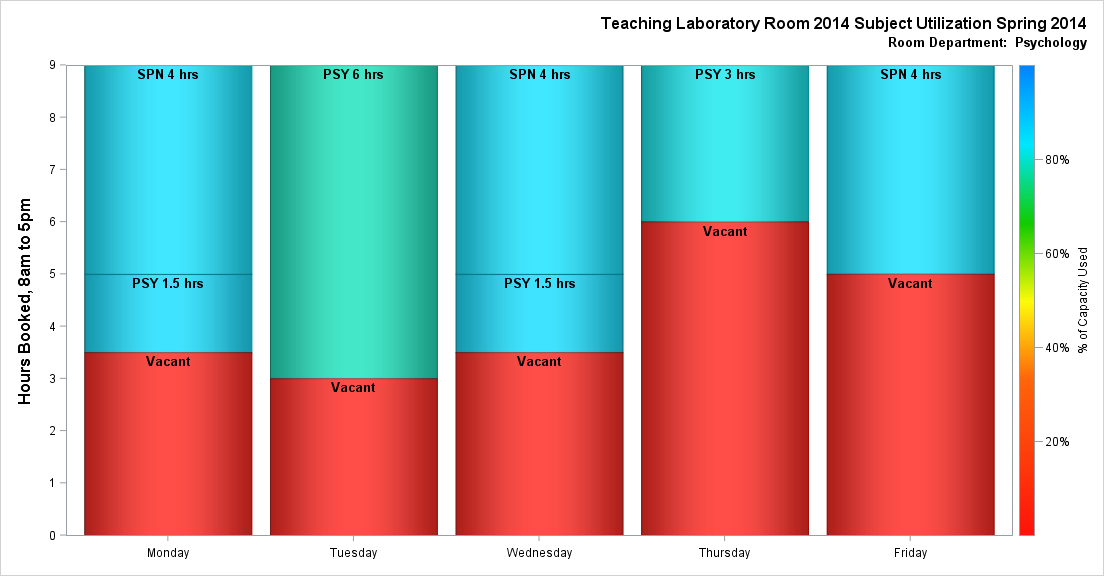 Teaching Laboratory Room 2014 Subject Utilization Spring 2014
Room Department:  Psychology
Hours Booked, 8am to 5pm
9
8
7
6
5
4
3
2
1
0
SPN 4 hrs
PSY 1.5 hrs
Vacant
PSY 6 hrs
Vacant
SPN 4 hrs
PSY 1.5 hrs
Vacant
PSY 3 hrs
Vacant
SPN 4 hrs
Vacant
Monday
Tuesday
Wednesday
Thursday
Friday
80%
60%
40%
20%
% of Capacity Used